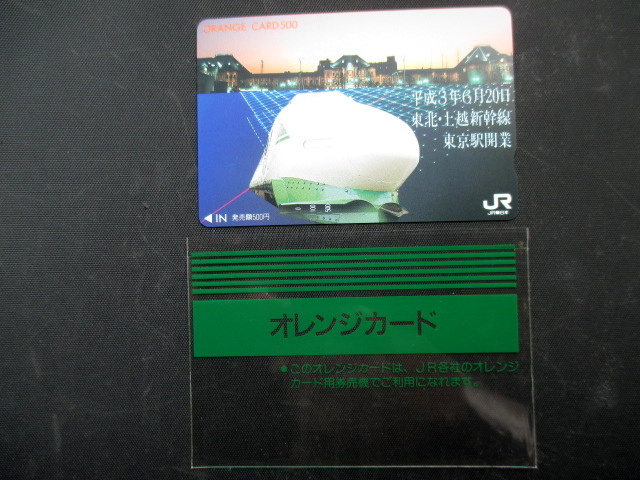 ORANGE CARD500
平成3年6月20日
東北・上越新幹線
東京駅開業
JR
JR東日本
◀IN 発売額500円
オレンジカード
●このオレンジカードは、JR各社のオレンジ
カード用券売機でご利用になれます。